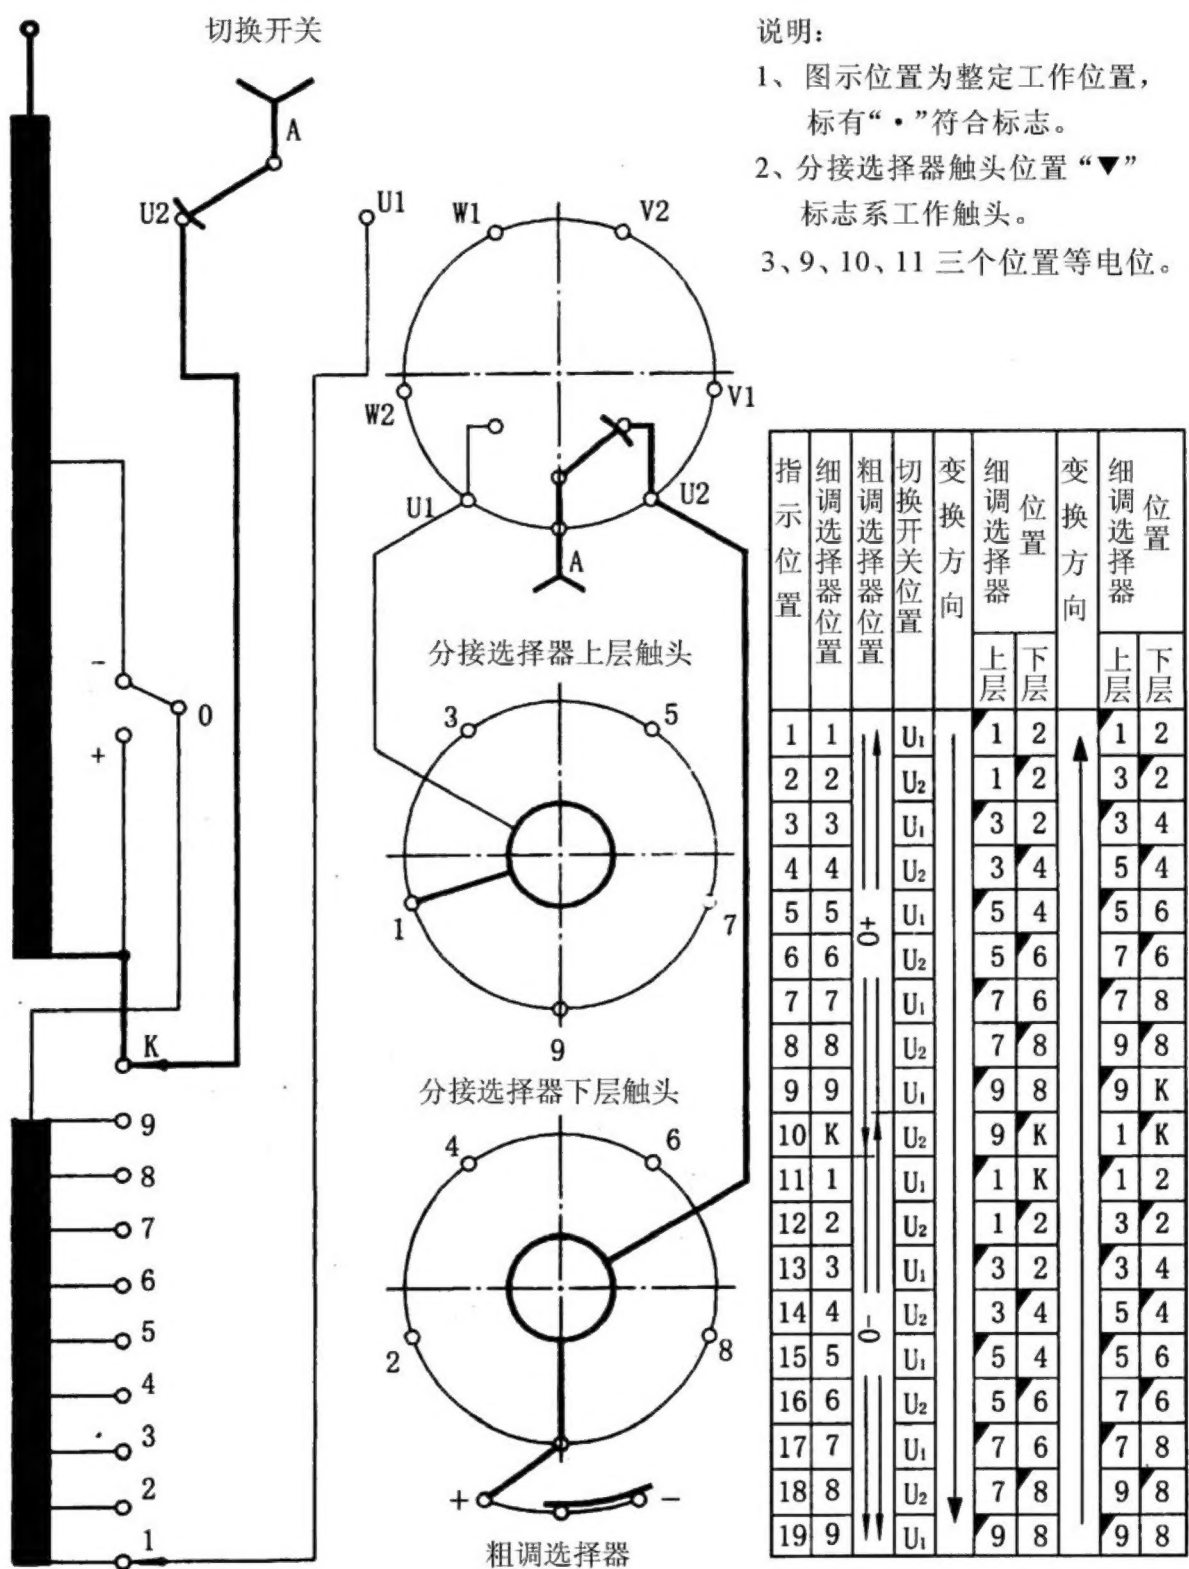 切换开关
A
U2
U1
-
0
+
K
9
8
7
6
5
4
3
2
1
W1
V2
W2
V1
U1
U2
A
分接选择器上层触头
3
5
1
7
9
分接选择器下层触头
4
6
2
8
+
-
粗调选择器
说明:
1、图示位置为整定工作位置,
标有“•”符合标志。
2、分接选择器触头位置“▼”
标志系工作触头。
3、9、10、11 三个位置等电位。
指示位置 细调选择器位置 粗调选择器位置 切换开关位置 变换方向 细调选择器位置 变换方向 细调选择器位置
上层 下层 上层 下层
0+
0-
1 1 U₁ 1 2 1 2
2 2 U₂ 1 2 3 2
3 3 U₁ 3 2 3 4
4 4 U₂ 3 4 5 4
5 5 U₁ 5 4 5 6
6 6 U₂ 5 6 7 6
7 7 U₁ 7 6 7 8
8 8 U₂ 7 8 9 8
9 9 U₁ 9 8 9 K
10 K U₂ 9 K 1 K
11 1 U₁ 1 K 1 2
12 2 U₂ 1 2 3 2
13 3 U₁ 3 2 3 4
14 4 U₂ 3 4 5 4
15 5 U₁ 5 4 5 6
16 6 U₂ 5 6 7 6
17 7 U₁ 7 6 7 8
18 8 U₂ 7 8 9 8
19 9 U₁ 9 8 9 8